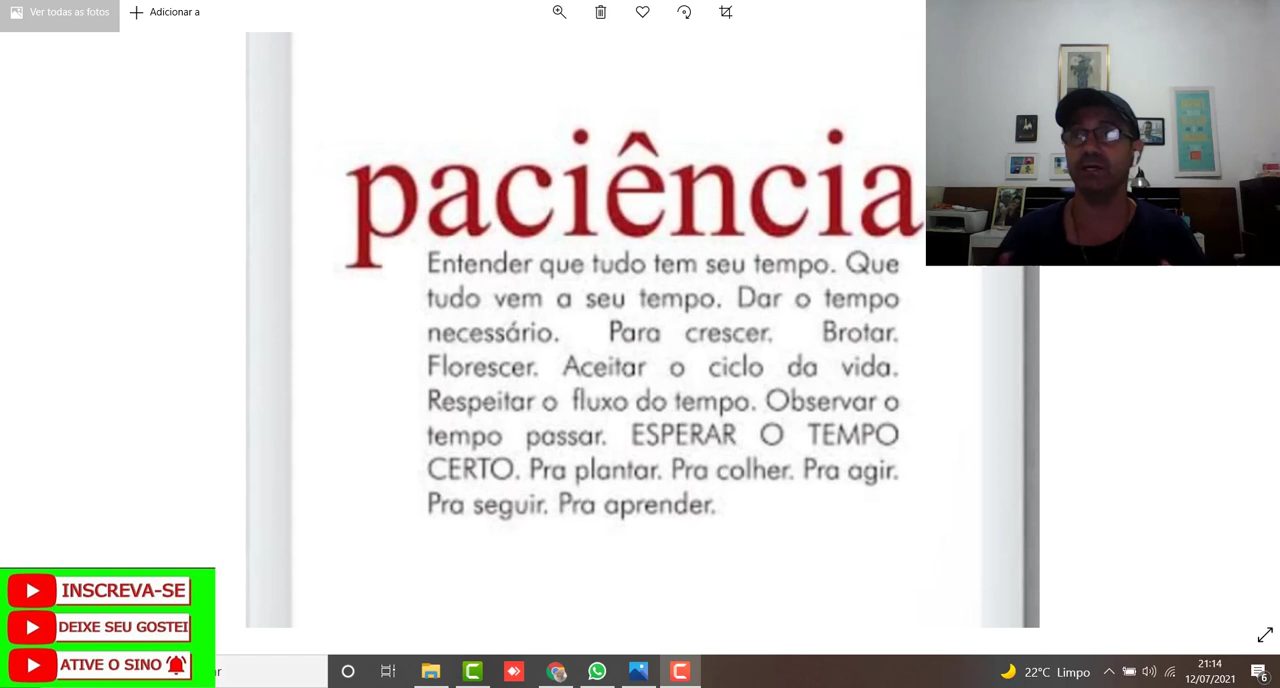 Ver todas as fotos
Adicionar a
paciência
Entender que tudo tem seu tempo. Que
tudo vem a seu tempo. Dar o tempo
necessário. Para crescer. Brotar.
Florescer. Aceitar o ciclo da vida.
Respeitar o fluxo do tempo. Observar o
tempo passar. ESPERAR O TEMPO
CERTO. Pra plantar. Pra colher. Pra agir.
Pra seguir. Pra aprender.
INSCREVA-SE
DEIXE SEU GOSTEI
ATIVE O SINO
22°C Limpo
21:14
12/07/2021
6